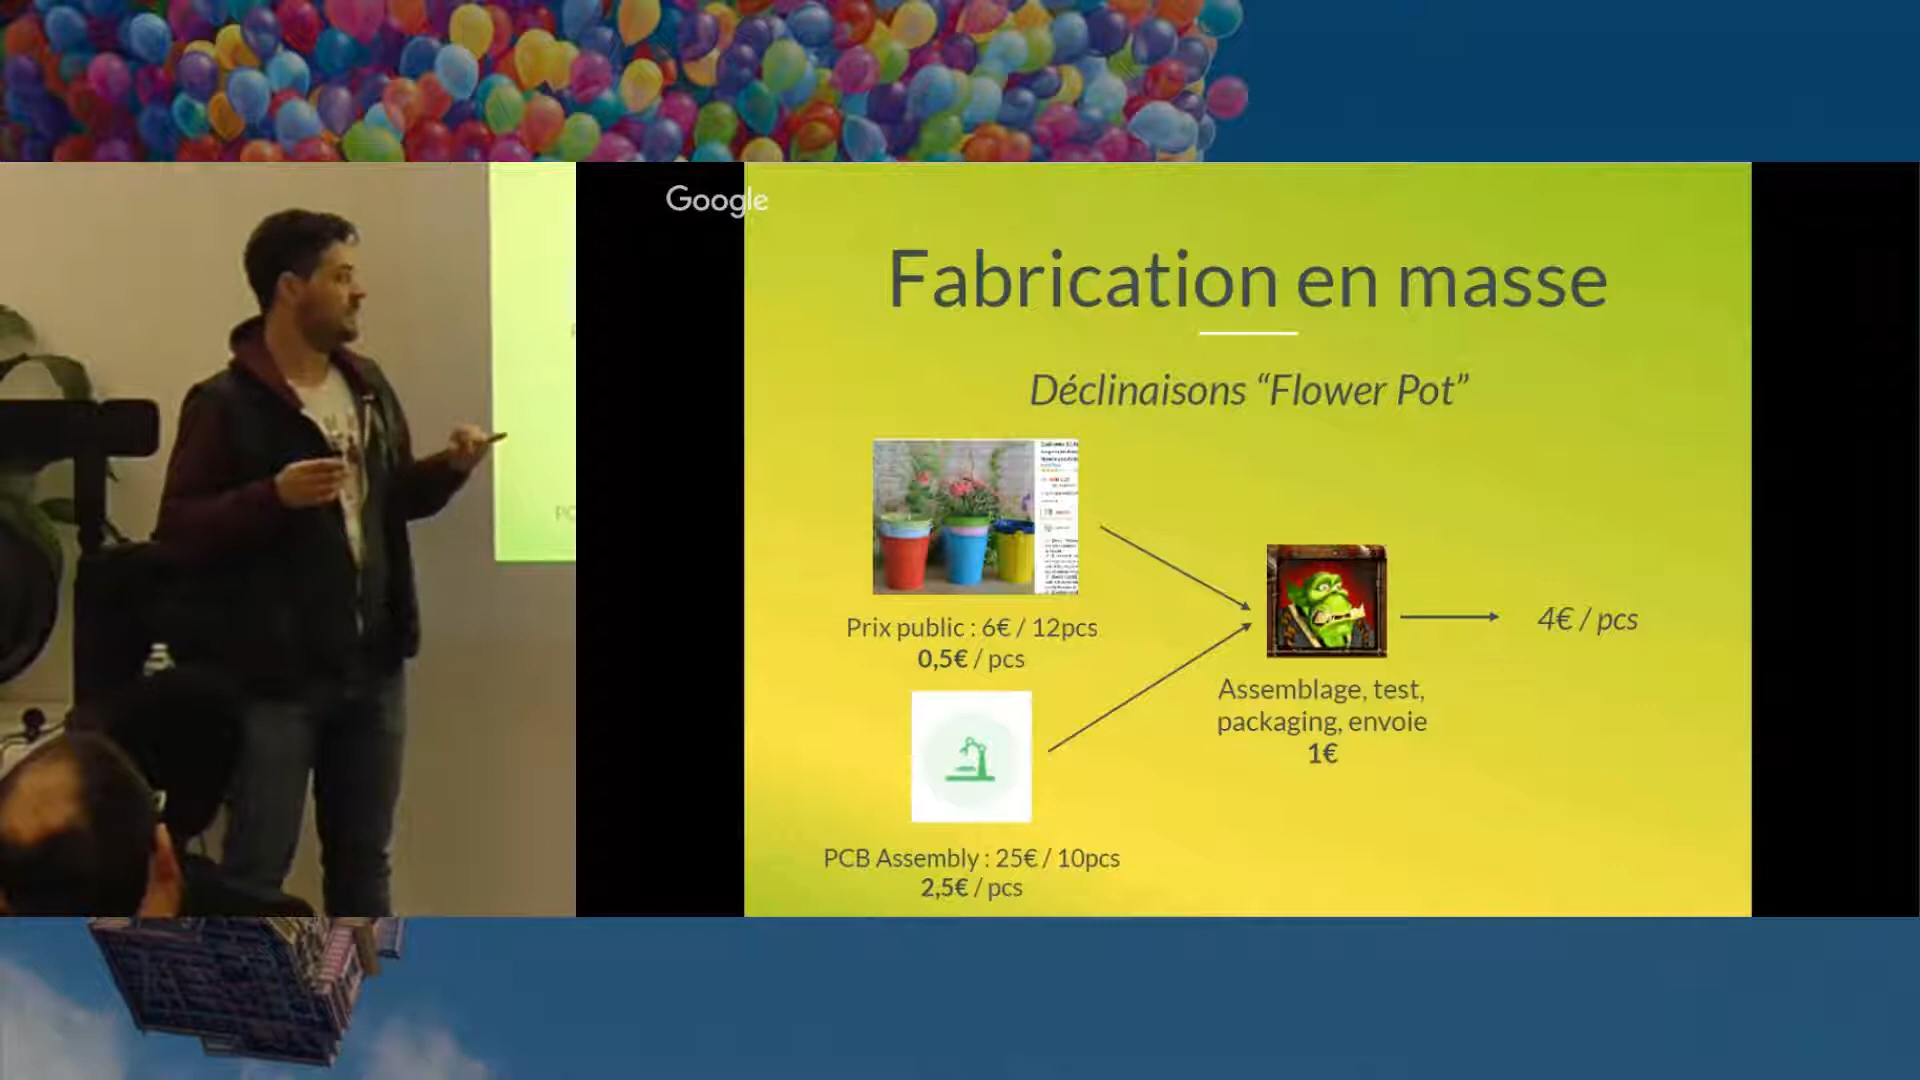 Google
Fabrication en masse
Déclinaisons “Flower Pot”
Prix public : 6€ / 12pcs
0,5€ / pcs
4€ / pcs
Assemblage, test,
packaging, envoie
1€
PCB Assembly : 25€ / 10pcs
2,5€ / pcs